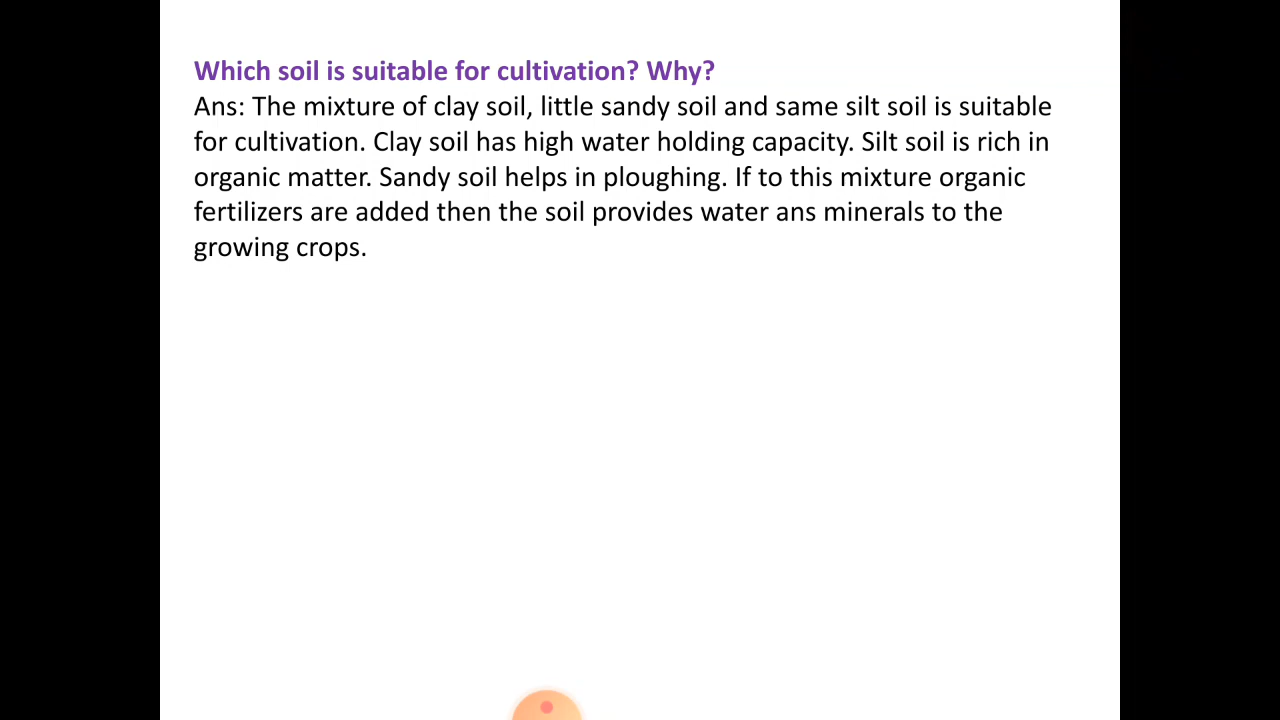 Which soil is suitable for cultivation? Why?
Ans: The mixture of clay soil, little sandy soil and same silt soil is suitable
for cultivation. Clay soil has high water holding capacity. Silt soil is rich in
organic matter. Sandy soil helps in ploughing. If to this mixture organic
fertilizers are added then the soil provides water ans minerals to the
growing crops.